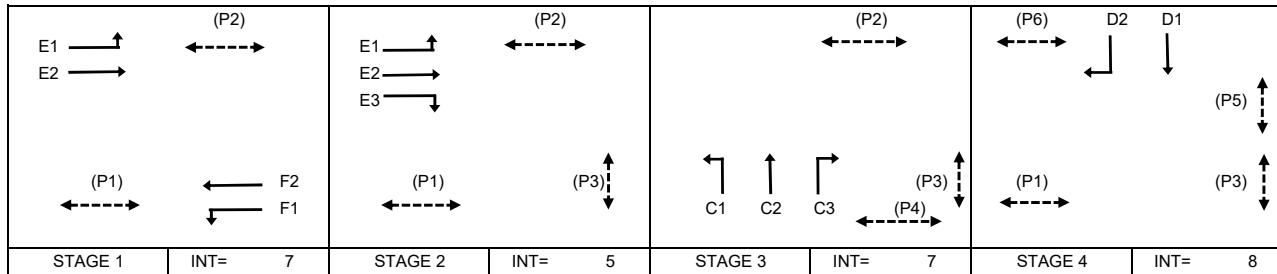 (P2)
E1
E2
(P1)
F2
F1
STAGE 1 INT= 7
(P2)
E1
E2
E3
(P1)
(P3)
STAGE 2 INT= 5
(P2)
(P3)
C1 C2 C3 (P4)
STAGE 3 INT= 7
(P6) D2 D1
(P5)
(P1) (P3)
STAGE 4 INT= 8